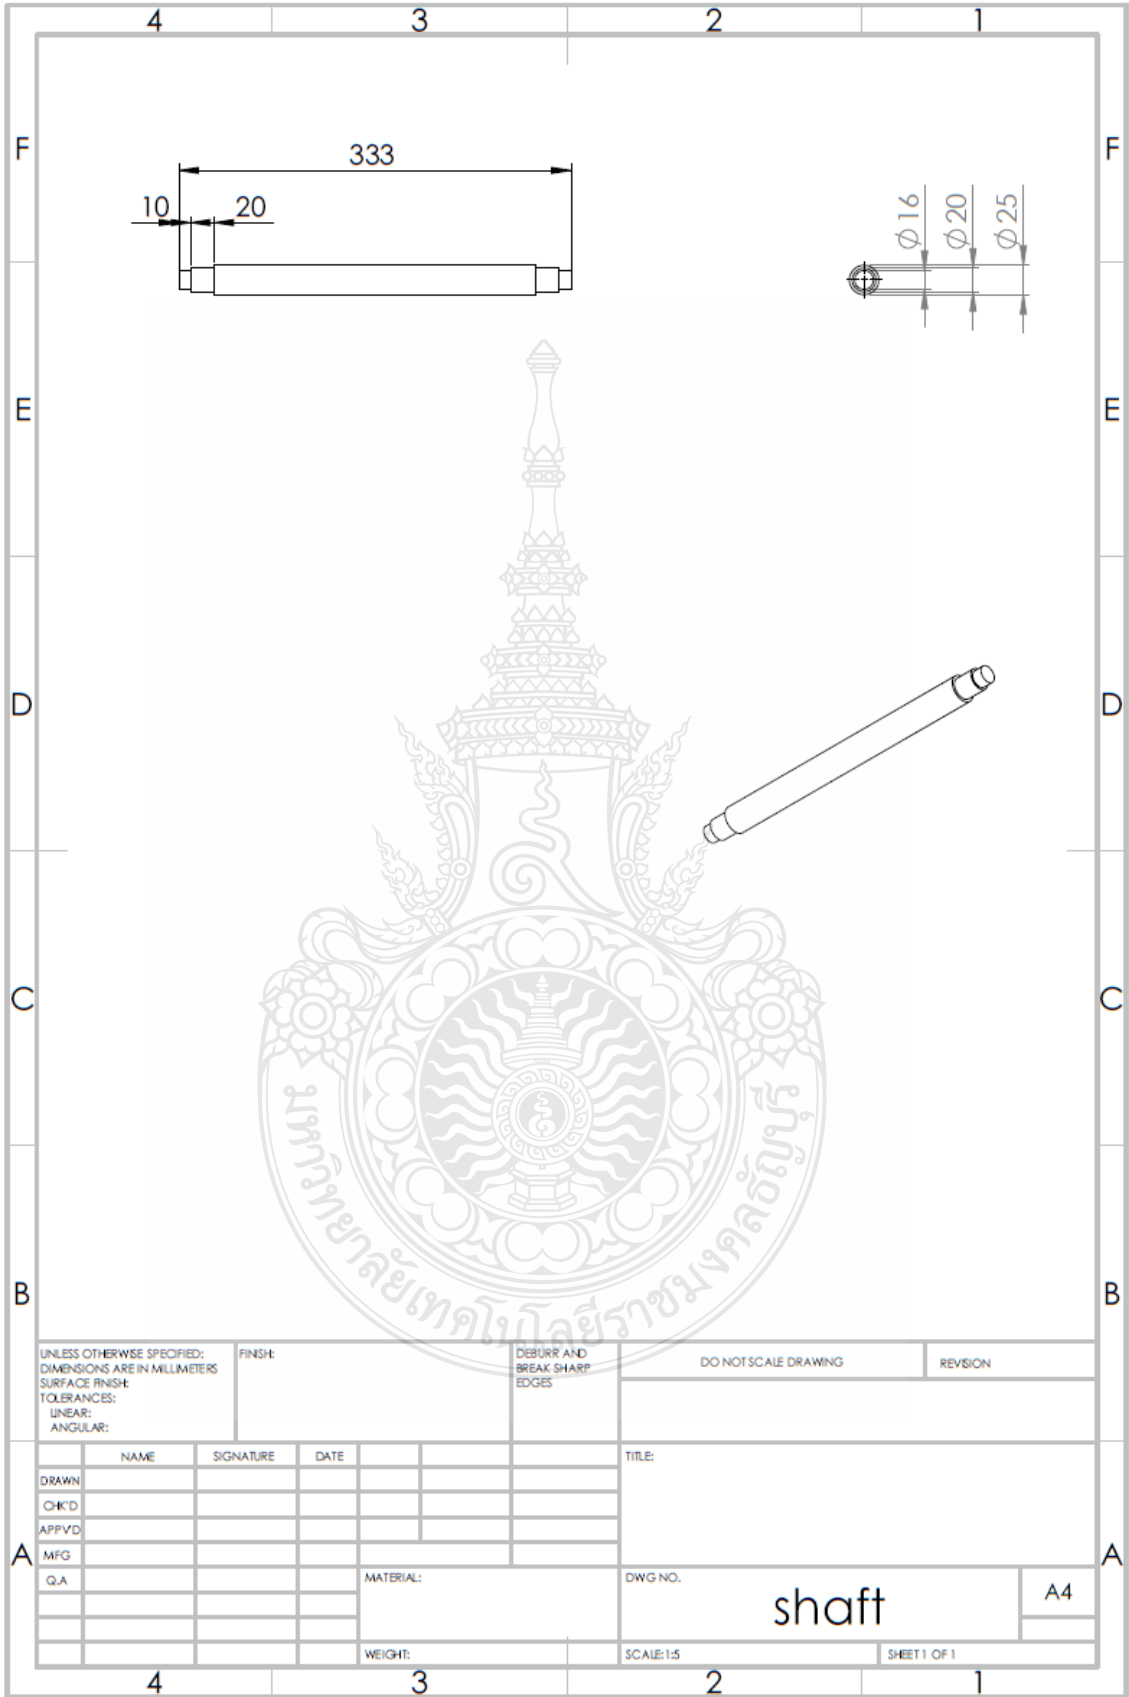 4 3 2 1
F F
333
10 20
Ø16 Ø20 Ø25
E E
D D
C C
มหาวิทยาลัยเทคโนโลยีราชมงคลธัญบุรี
B B
UNLESS OTHERWISE SPECIFIED:
DIMENSIONS ARE IN MILLIMETERS
SURFACE FINISH:
TOLERANCES:
LINEAR:
ANGULAR:
FINISH:
DEBURR AND
BREAK SHARP
EDGES
DO NOT SCALE DRAWING
REVISION
NAME SIGNATURE DATE
TITLE:
DRAWN
CHK'D
APPV'D
MFG
A A
Q.A
MATERIAL:
DWG NO.
shaft
A4
WEIGHT:
SCALE:1:5
SHEET 1 OF 1
4 3 2 1